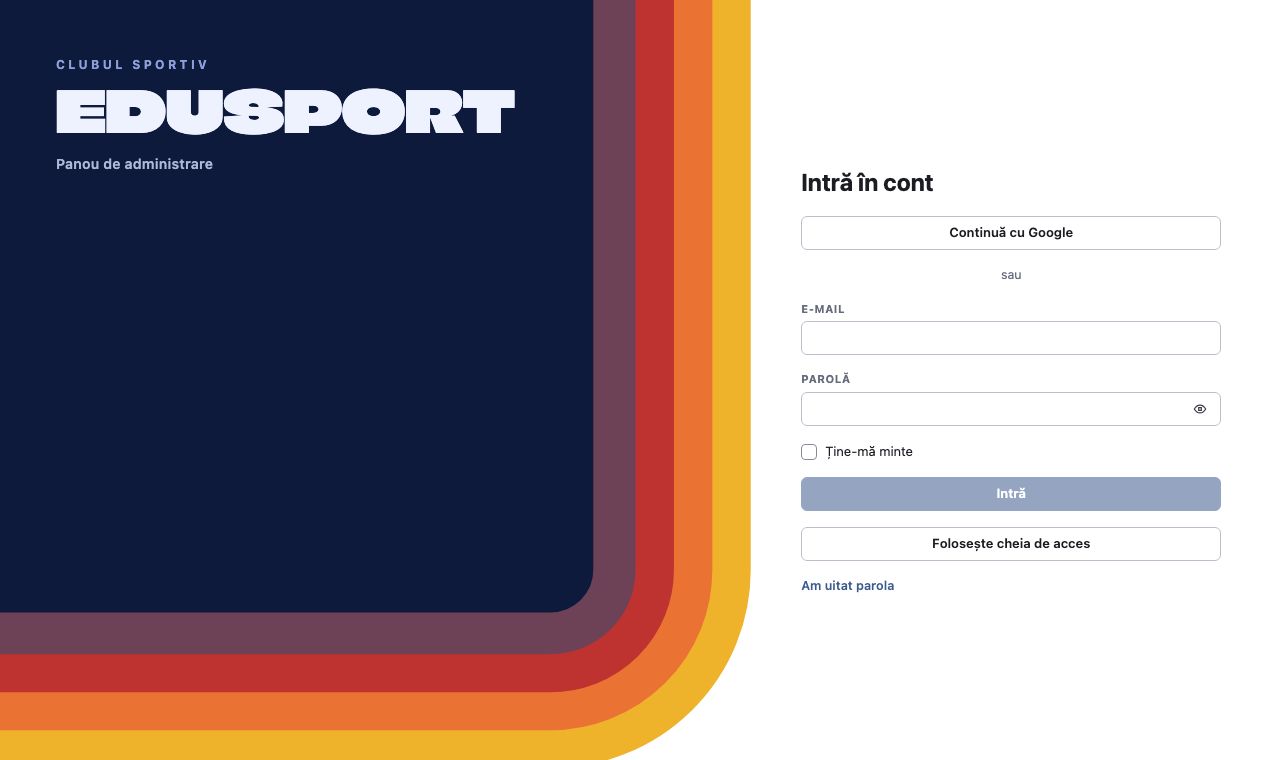 CLUBUL SPORTIV
EDUSPORT
Panou de administrare
Intră în cont
Continuă cu Google
sau
E-MAIL
PAROLĂ
Ține-mă minte
Intră
Folosește cheia de acces
Am uitat parola